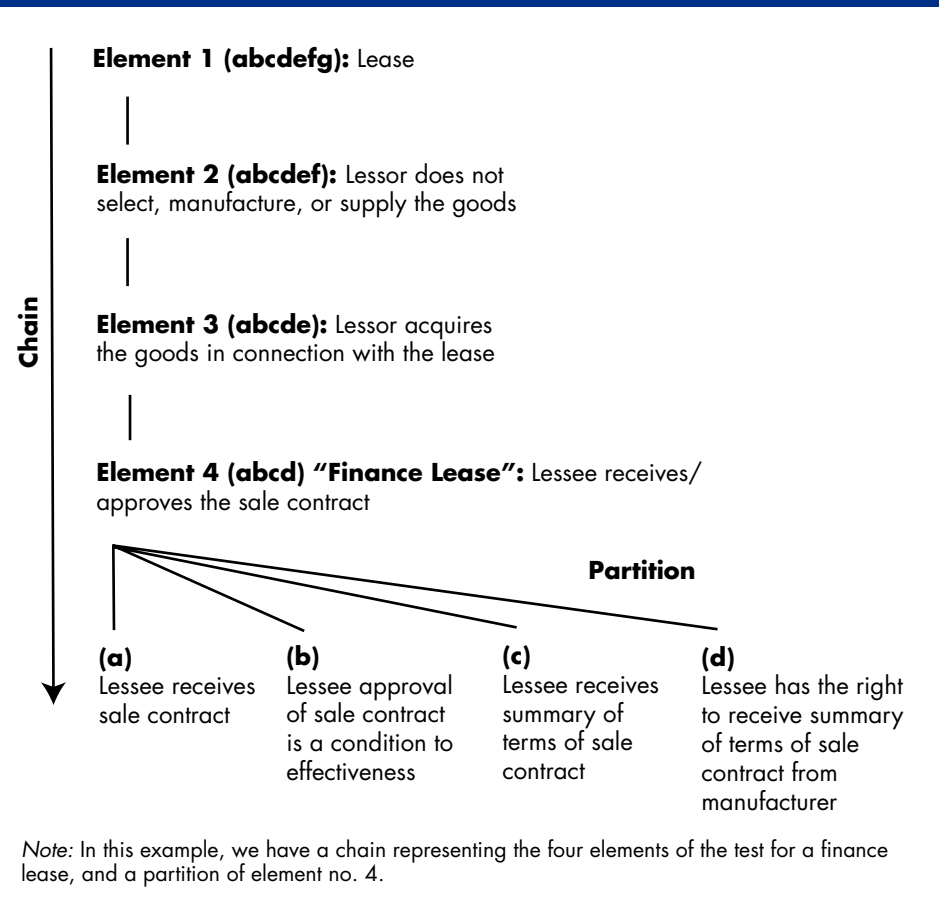 Element 1 (abcdefg): Lease
Element 2 (abcdef): Lessor does not
select, manufacture, or supply the goods
Chain
Element 3 (abcde): Lessor acquires
the goods in connection with the lease
Element 4 (abcd) “Finance Lease”: Lessee receives/
approves the sale contract
Partition
(a)
Lessee receives
sale contract
(b)
Lessee approval
of sale contract
is a condition to
effectiveness
(c)
Lessee receives
summary of
terms of sale
contract
(d)
Lessee has the right
to receive summary
of terms of sale
contract from
manufacturer
Note: In this example, we have a chain representing the four elements of the test for a finance
lease, and a partition of element no. 4.